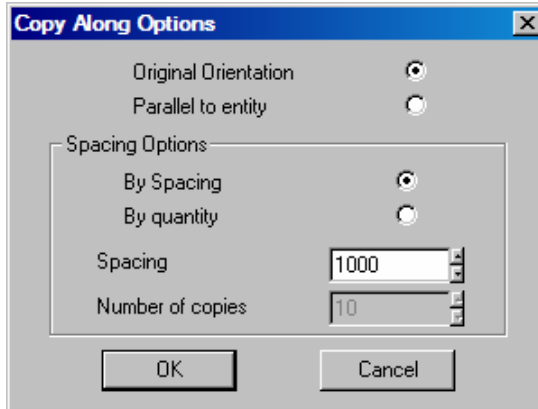 Copy Along Options
Original Orientation
Parallel to entity
Spacing Options
By Spacing
By quantity
Spacing 1000
Number of copies 10
OK Cancel